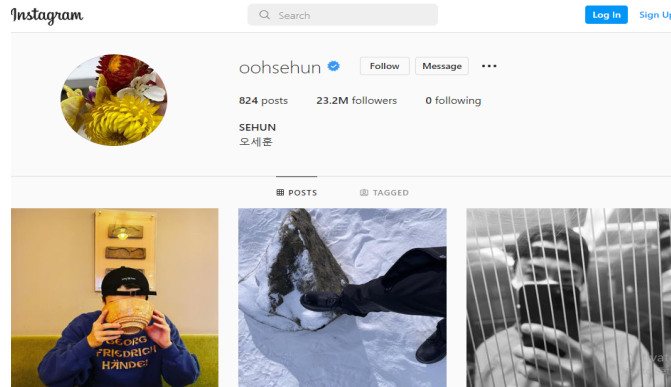 Instagram
Search
Log In
Sign Up
oohsehun
Follow
Message
824 posts
23.2M followers
0 following
SEHUN
오세훈
POSTS
TAGGED
GEORG
FRIEDRICH
HÄNDEL